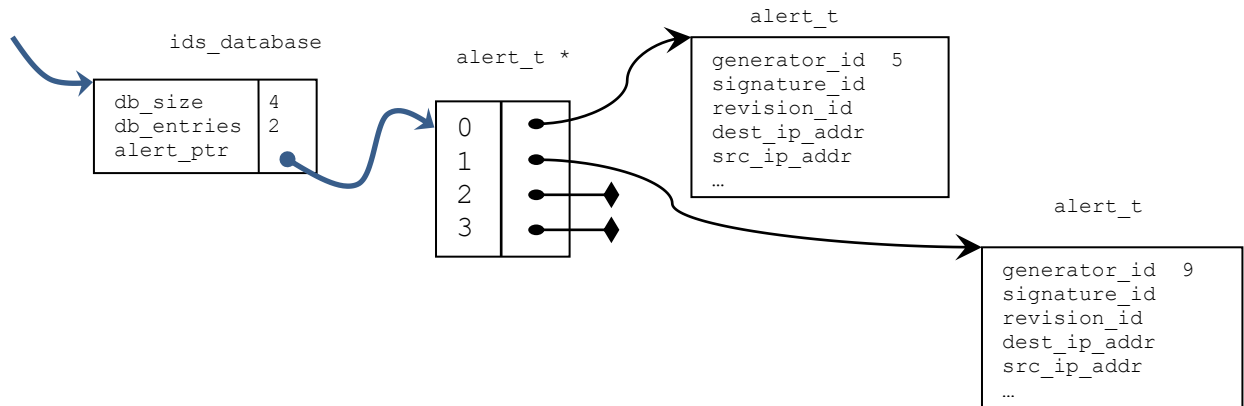 ids_database
db_size 4
db_entries 2
alert_ptr
alert_t *
0
1
2
3
alert_t
generator_id 5
signature_id
revision_id
dest_ip_addr
src_ip_addr
…
alert_t
generator_id 9
signature_id
revision_id
dest_ip_addr
src_ip_addr
…